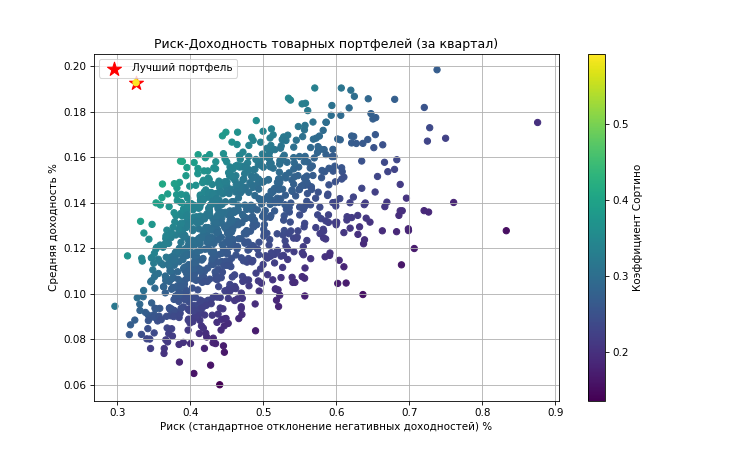 Риск-Доходность товарных портфелей (за квартал)
Лучший портфель
Средняя доходность %
0.20
0.18
0.16
0.14
0.12
0.10
0.08
0.06
0.3 0.4 0.5 0.6 0.7 0.8 0.9
Риск (стандартное отклонение негативных доходностей) %
0.5
0.4
0.3
0.2
Коэффициент Сортино